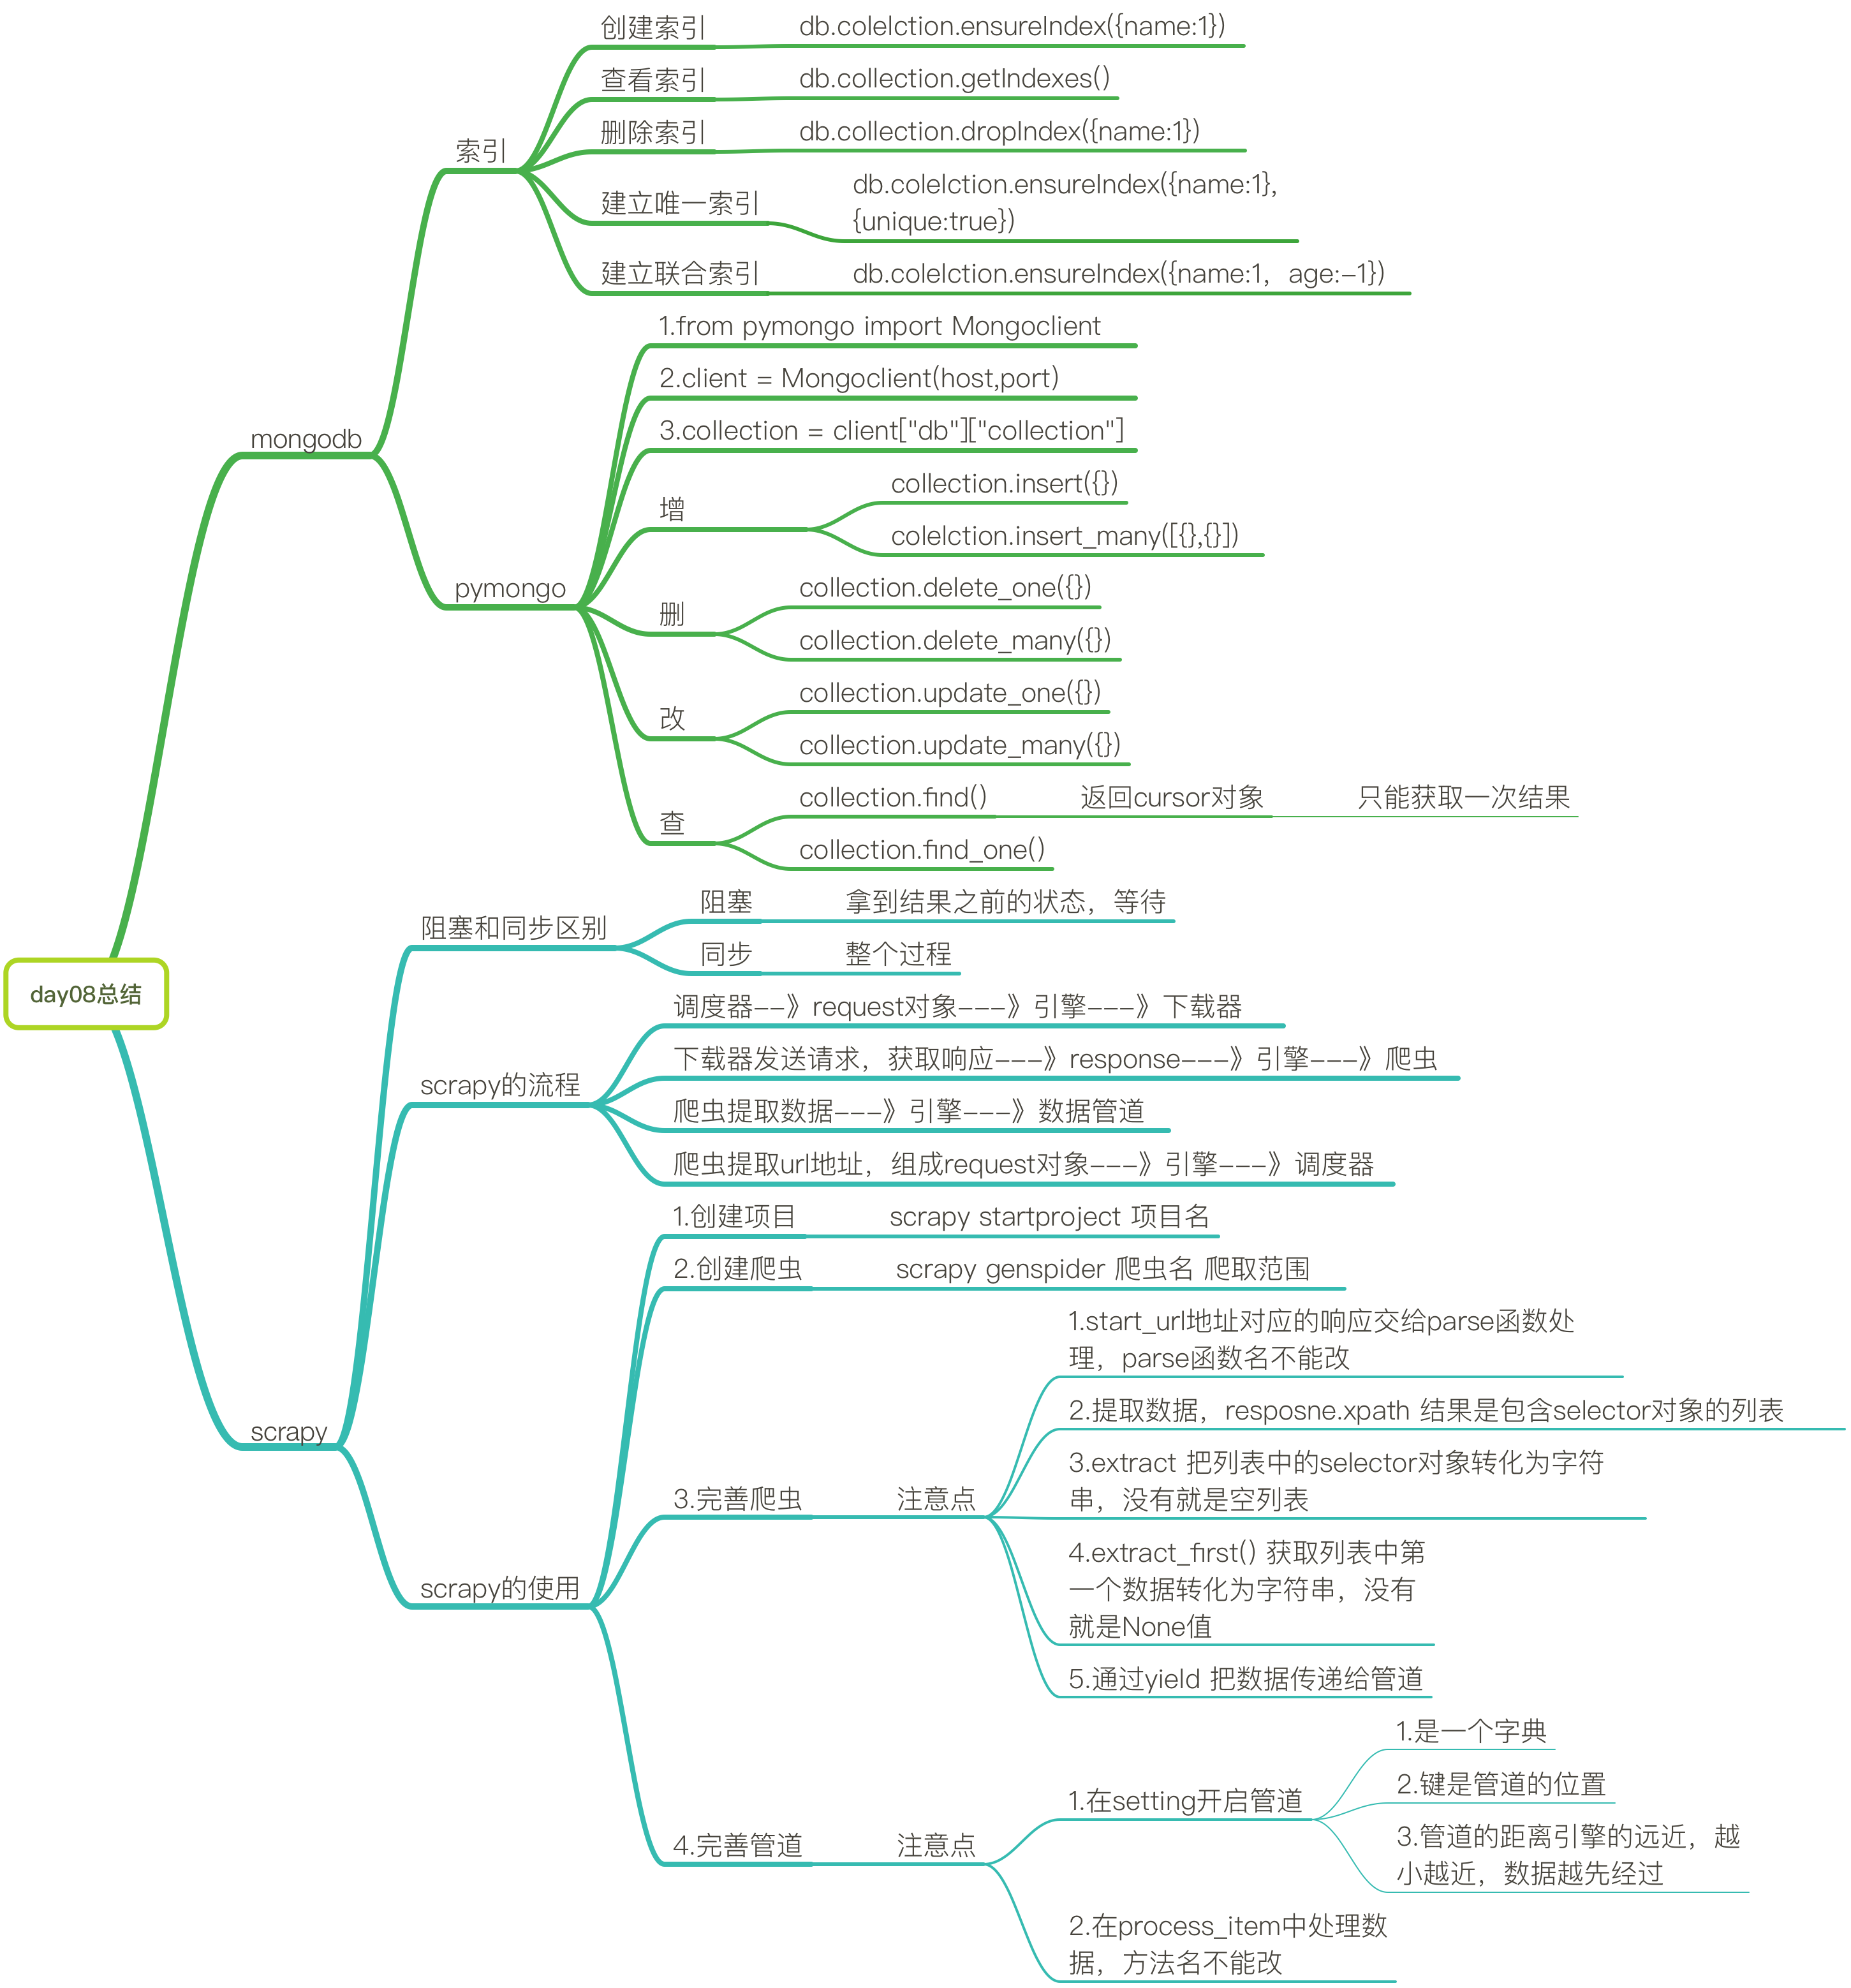 day08总结
mongodb
索引
创建索引
db.colelction.ensureIndex({name:1})
查看索引
db.collection.getIndexes()
删除索引
db.collection.dropIndex({name:1})
建立唯一索引
db.colelction.ensureIndex({name:1},
{unique:true})
建立联合索引
db.colelction.ensureIndex({name:1，age:-1})
pymongo
1.from pymongo import Mongoclient
2.client = Mongoclient(host,port)
3.collection = client["db"]["collection"]
增
collection.insert({})
colelction.insert_many([{},{}])
删
collection.delete_one({})
collection.delete_many({})
改
collection.update_one({})
collection.update_many({})
查
collection.find()
返回cursor对象
只能获取一次结果
collection.find_one()
scrapy
阻塞和同步区别
阻塞
拿到结果之前的状态，等待
同步
整个过程
scrapy的流程
调度器--》request对象---》引擎---》下载器
下载器发送请求，获取响应---》response---》引擎---》爬虫
爬虫提取数据---》引擎---》数据管道
爬虫提取url地址，组成request对象---》引擎---》调度器
scrapy的使用
1.创建项目
scrapy startproject 项目名
2.创建爬虫
scrapy genspider 爬虫名 爬取范围
3.完善爬虫
注意点
1.start_url地址对应的响应交给parse函数处
理，parse函数名不能改
2.提取数据，resposne.xpath 结果是包含selector对象的列表
3.extract 把列表中的selector对象转化为字符
串，没有就是空列表
4.extract_first() 获取列表中第
一个数据转化为字符串，没有
就是None值
5.通过yield 把数据传递给管道
4.完善管道
注意点
1.在setting开启管道
1.是一个字典
2.键是管道的位置
3.管道的距离引擎的远近，越
小越近，数据越先经过
2.在process_item中处理数
据，方法名不能改